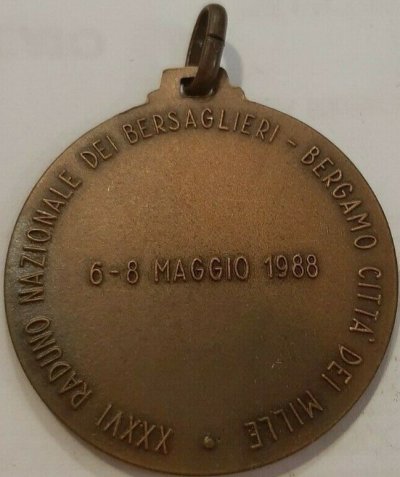 XXXVI RADUNO NAZIONALE DEI BERSAGLIERI - BERGAMO CITTA' DEI MILLE
6-8 MAGGIO 1988